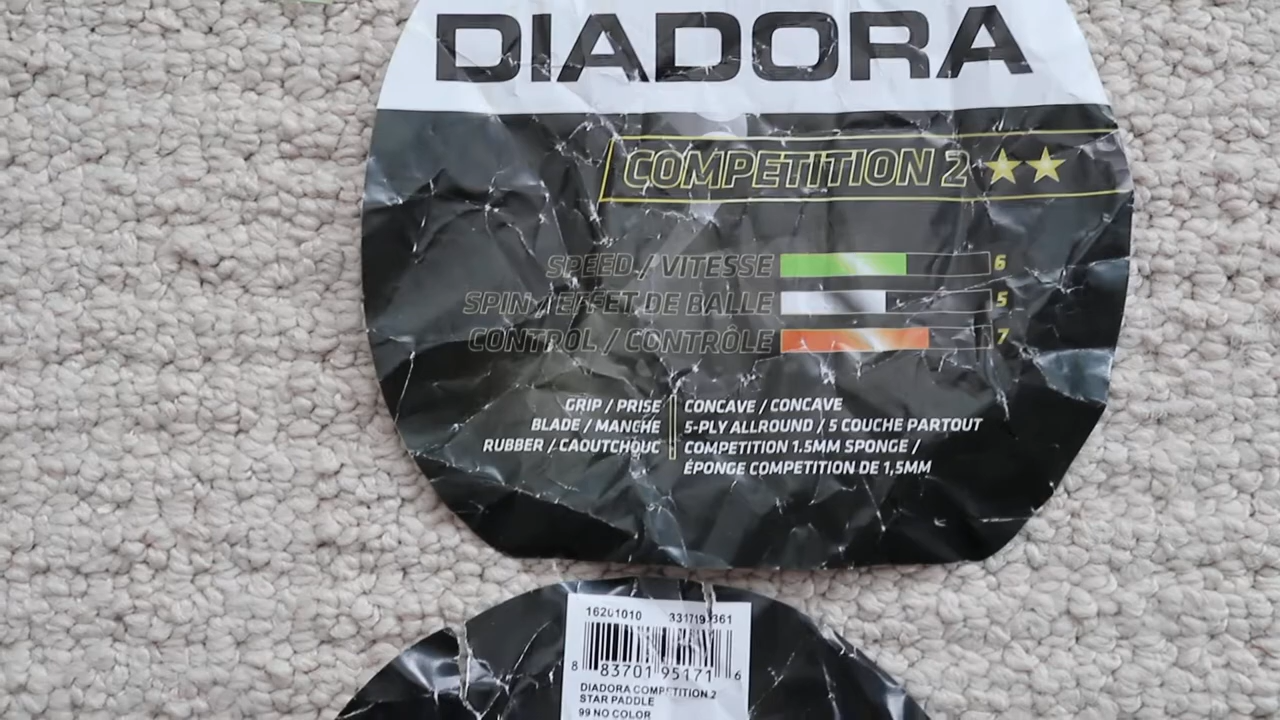 DIADORA
COMPETITION 2
SPEED / VITESSE 6
SPIN / EFFET DE BALLE 5
CONTROL / CONTRÔLE 7
GRIP / PRISE CONCAVE / CONCAVE
BLADE / MANCHE 5-PLY ALLROUND / 5 COUCHE PARTOUT
RUBBER / CAOUTCHOUC COMPETITION 1.5MM SPONGE /
ÉPONGE COMPETITION DE 1,5MM
16201010
8 83701 95171 6
DIADORA COMPETITION 2
STAR PADDLE
99 NO COLOR